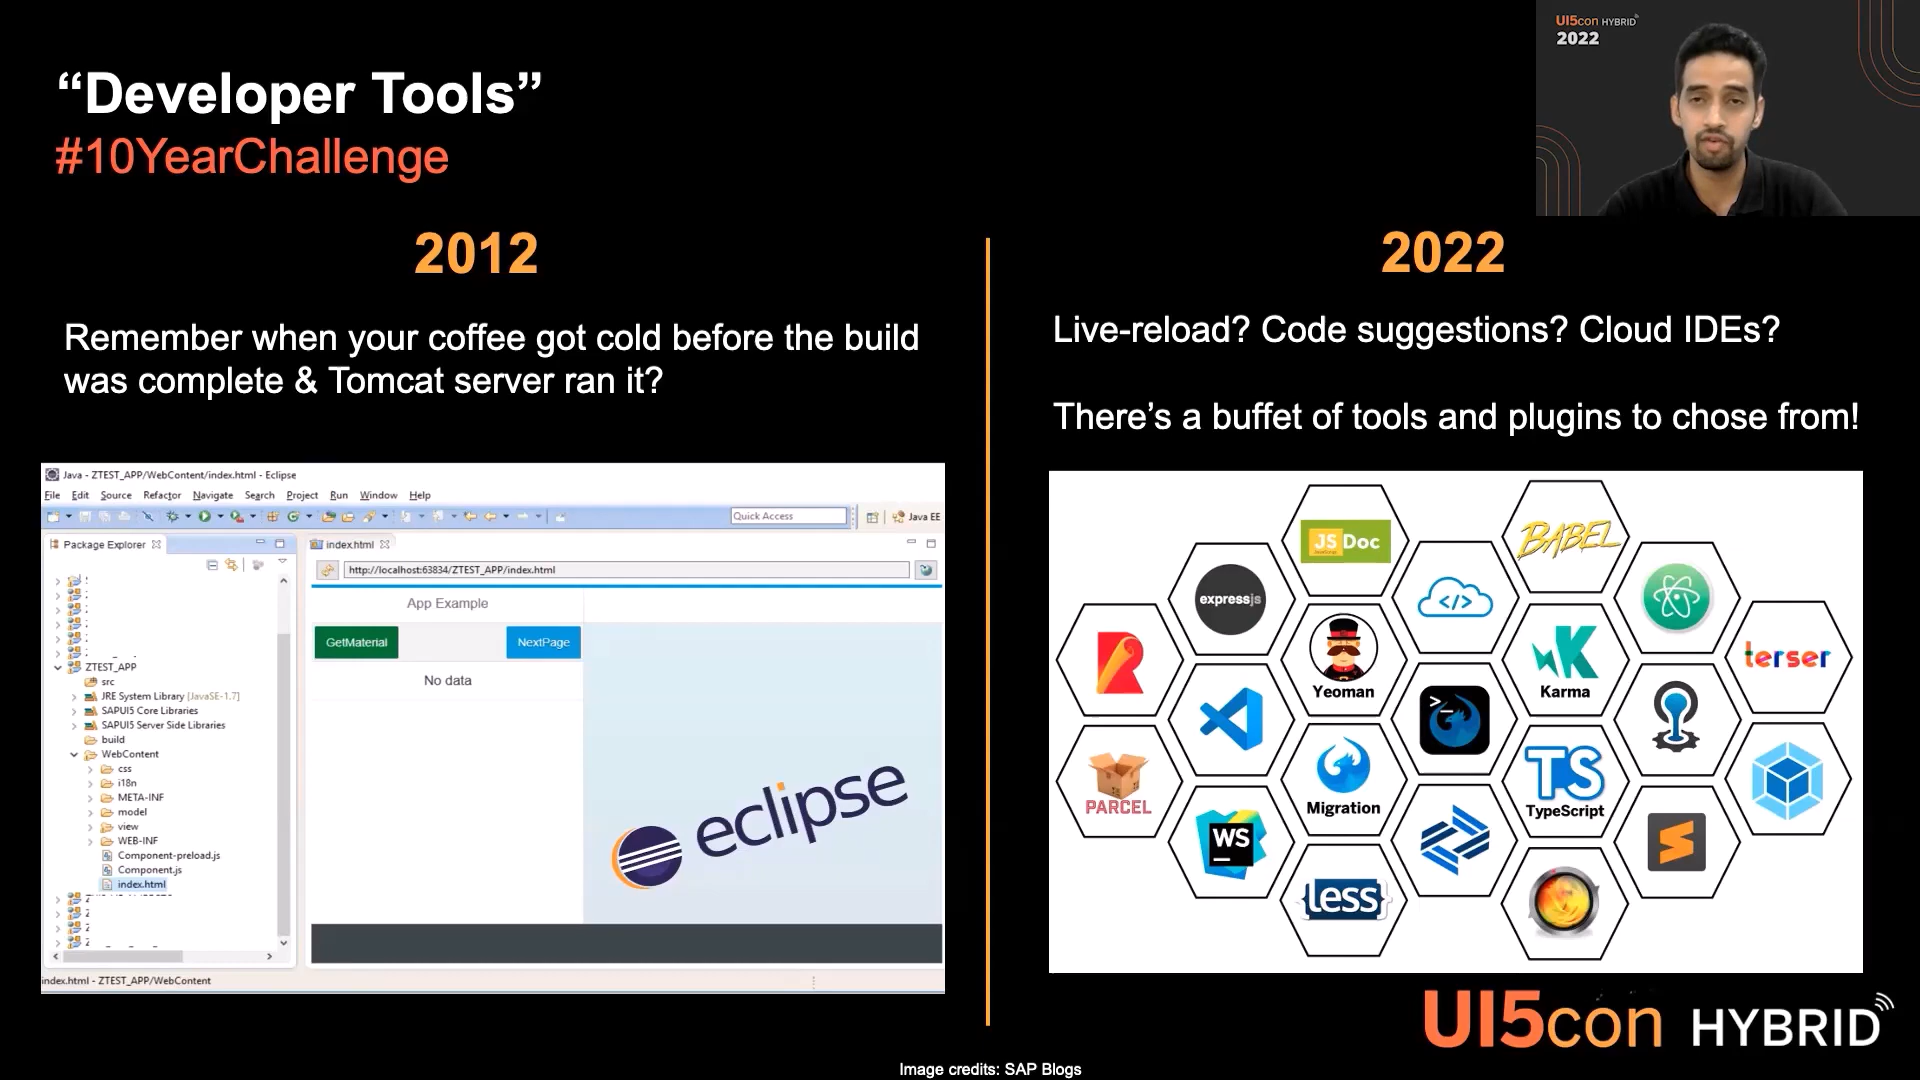 UI5con HYBRID
2022
“Developer Tools”
#10YearChallenge
2012
Remember when your coffee got cold before the build
was complete & Tomcat server ran it?
Java - ZTEST_APP/WebContent/index.html - Eclipse
File Edit Source Refactor Navigate Search Project Run Window Help
Quick Access
Java EE
Package Explorer
ZTEST_APP
src
JRE System Library [JavaSE-1.7]
SAPUI5 Core Libraries
SAPUI5 Server Side Libraries
build
WebContent
css
i18n
META-INF
model
view
WEB-INF
Component-preload.js
Component.js
index.html
index.html - ZTEST_APP/WebContent
index.html
http://localhost:63834/ZTEST_APP/index.html
App Example
GetMaterial
NextPage
No data
eclipse
2022
Live-reload? Code suggestions? Cloud IDEs?
There’s a buffet of tools and plugins to chose from!
JS Doc
BABEL
expressjs
</>
terser
Yeoman
Karma
>_
PARCEL
Migration
TS
TypeScript
WS
{less}
UI5con HYBRID
Image credits: SAP Blogs